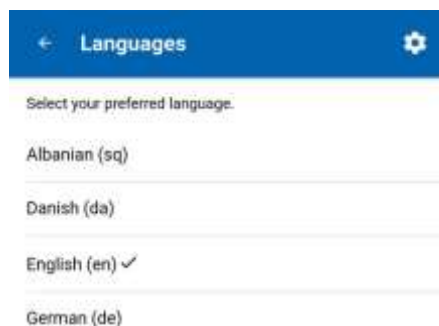 Languages
Select your preferred language.
Albanian (sq)
Danish (da)
English (en) ✓
German (de)